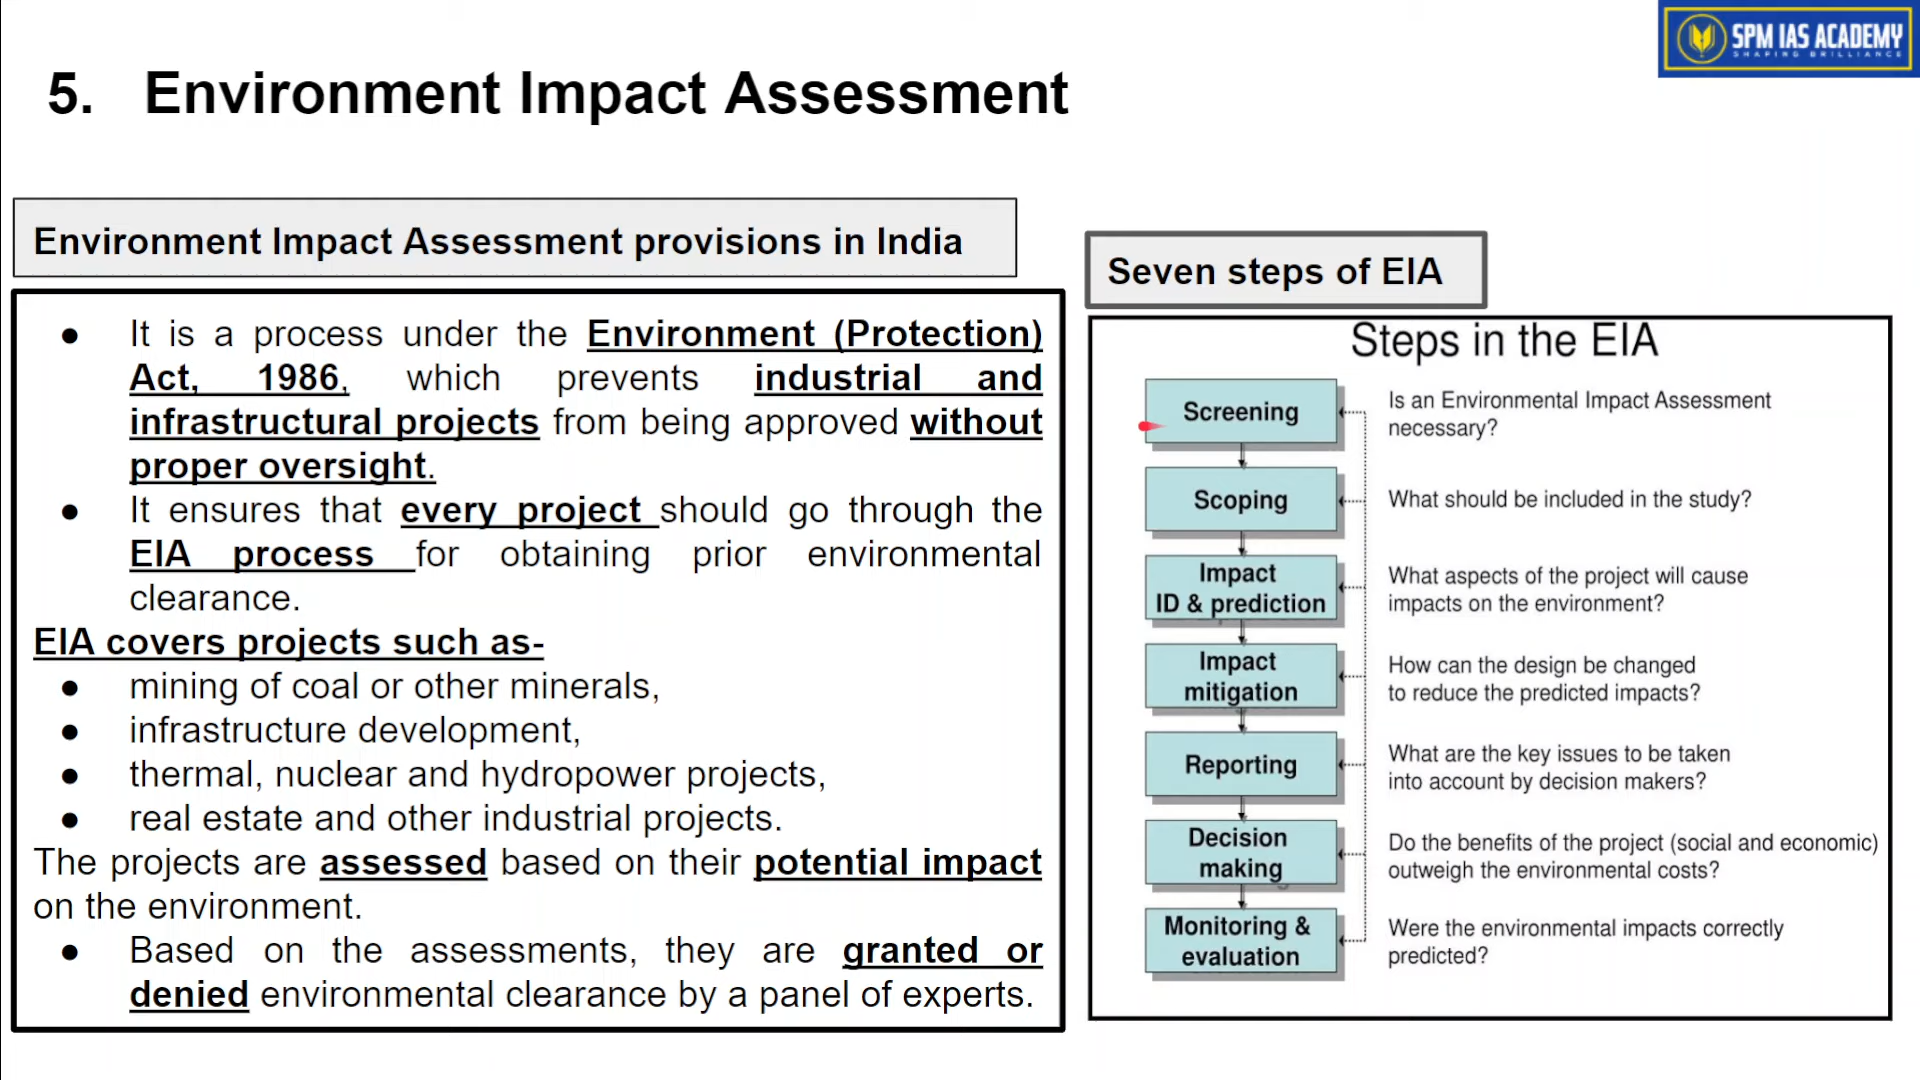 SPM IAS ACADEMY
SHAPING BRILLIANCE
5. Environment Impact Assessment
Environment Impact Assessment provisions in India
● It is a process under the Environment (Protection)
Act, 1986, which prevents industrial and
infrastructural projects from being approved without
proper oversight.
● It ensures that every project should go through the
EIA process for obtaining prior environmental
clearance.
EIA covers projects such as-
● mining of coal or other minerals,
● infrastructure development,
● thermal, nuclear and hydropower projects,
● real estate and other industrial projects.
The projects are assessed based on their potential impact
on the environment.
● Based on the assessments, they are granted or
denied environmental clearance by a panel of experts.
Seven steps of EIA
Steps in the EIA
Screening
Is an Environmental Impact Assessment
necessary?
Scoping
What should be included in the study?
Impact
ID & prediction
What aspects of the project will cause
impacts on the environment?
Impact
mitigation
How can the design be changed
to reduce the predicted impacts?
Reporting
What are the key issues to be taken
into account by decision makers?
Decision
making
Do the benefits of the project (social and economic)
outweigh the environmental costs?
Monitoring &
evaluation
Were the environmental impacts correctly
predicted?